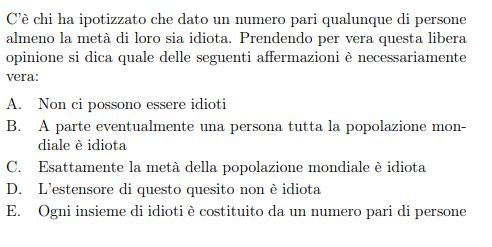 C'è chi ha ipotizzato che dato un numero pari qualunque di persone
almeno la metà di loro sia idiota. Prendendo per vera questa libera
opinione si dica quale delle seguenti affermazioni è necessariamente
vera:
A. Non ci possono essere idioti
B. A parte eventualmente una persona tutta la popolazione mon-
diale è idiota
C. Esattamente la metà della popolazione mondiale è idiota
D. L'estensore di questo quesito non è idiota
E. Ogni insieme di idioti è costituito da un numero pari di persone